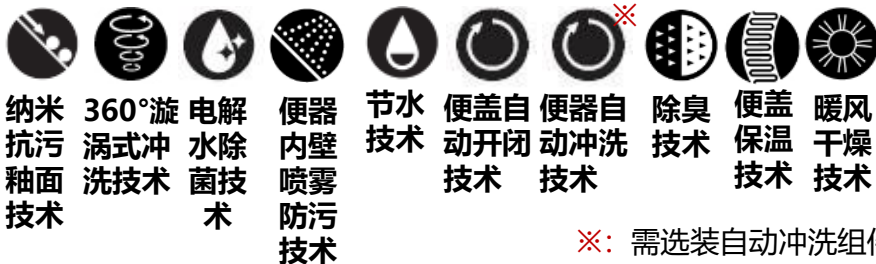 ※
纳米
抗污
釉面
技术
360°漩
涡式冲
洗技术
电解
水除
菌技
术
便器
内壁
喷雾
防污
技术
节水
技术
便盖自
动开闭
技术
便器自
动冲洗
技术
除臭
技术
便盖
保温
技术
暖风
干燥
技术
※：需选装自动冲洗组件